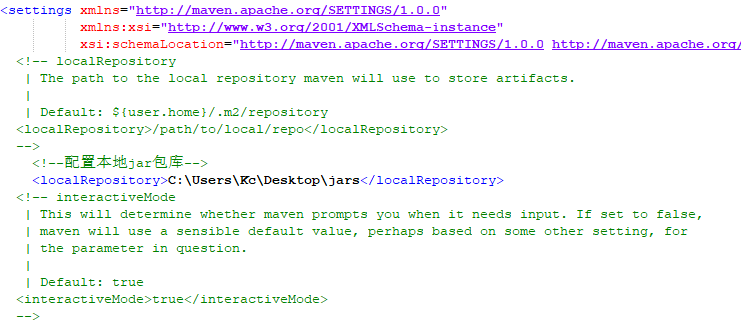 <settings xmlns="http://maven.apache.org/SETTINGS/1.0.0"
xmlns:xsi="http://www.w3.org/2001/XMLSchema-instance"
xsi:schemaLocation="http://maven.apache.org/SETTINGS/1.0.0 http://maven.apache.org/
<!-- localRepository
| The path to the local repository maven will use to store artifacts.
|
| Default: ${user.home}/.m2/repository
<localRepository>/path/to/local/repo</localRepository>
-->
<!--配置本地jar包库-->
<localRepository>C:\Users\Kc\Desktop\jars</localRepository>
<!-- interactiveMode
| This will determine whether maven prompts you when it needs input. If set to false,
| maven will use a sensible default value, perhaps based on some other setting, for
| the parameter in question.
|
| Default: true
<interactiveMode>true</interactiveMode>
-->